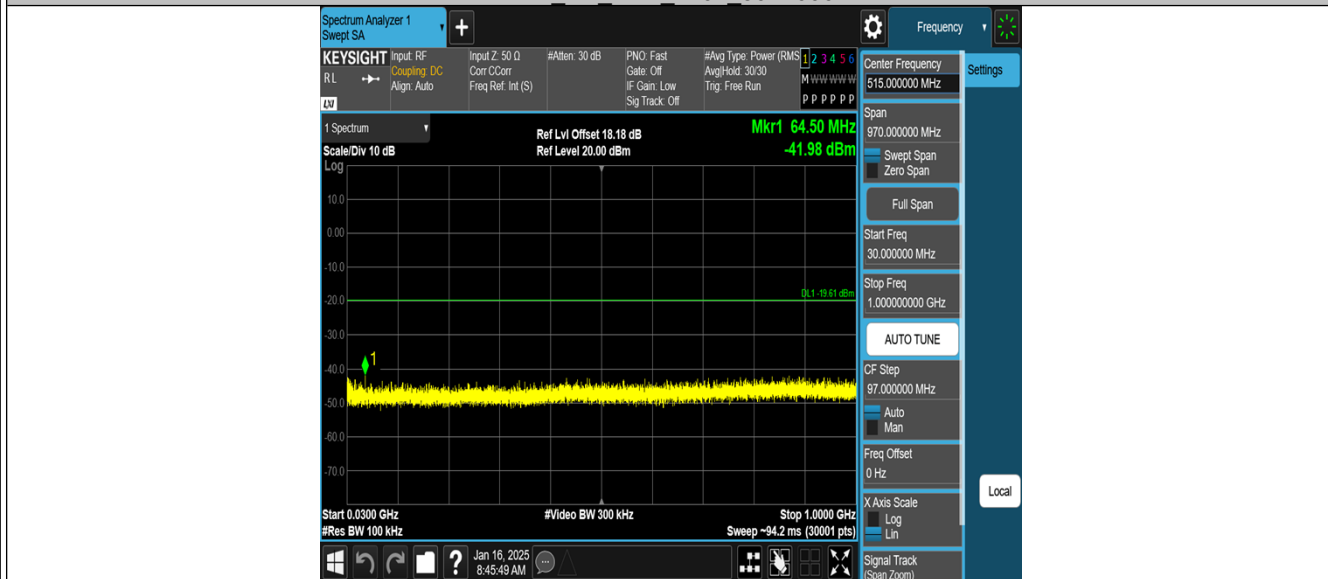 Spectrum Analyzer 1
Swept SA
+
Frequency
KEYSIGHT
RL
LXI
Input: RF
Coupling: DC
Align: Auto
Input Z: 50 Ω
Corr CCorr
Freq Ref: Int (S)
#Atten: 30 dB
PNO: Fast
Gate: Off
IF Gain: Low
Sig Track: Off
#Avg Type: Power (RMS
Avg|Hold: 30/30
Trig: Free Run
1 2 3 4 5 6
M W W W W W
P P P P P P
1 Spectrum
Scale/Div 10 dB
Log
Ref Lvl Offset 18.18 dB
Ref Level 20.00 dBm
Mkr1 64.50 MHz
-41.98 dBm
10.0
0.00
-10.0
-20.0
DL1 -19.61 dBm
-30.0
1
-40.0
-50.0
-60.0
-70.0
Start 0.0300 GHz
#Res BW 100 kHz
#Video BW 300 kHz
Stop 1.0000 GHz
Sweep ~94.2 ms (30001 pts)
?
Jan 16, 2025
8:45:49 AM
Center Frequency
515.000000 MHz
Settings
Span
970.000000 MHz
Swept Span
Zero Span
Full Span
Start Freq
30.000000 MHz
Stop Freq
1.000000000 GHz
AUTO TUNE
CF Step
97.000000 MHz
Auto
Man
Freq Offset
0 Hz
Local
X Axis Scale
Log
Lin
Signal Track
(Span Zoom)